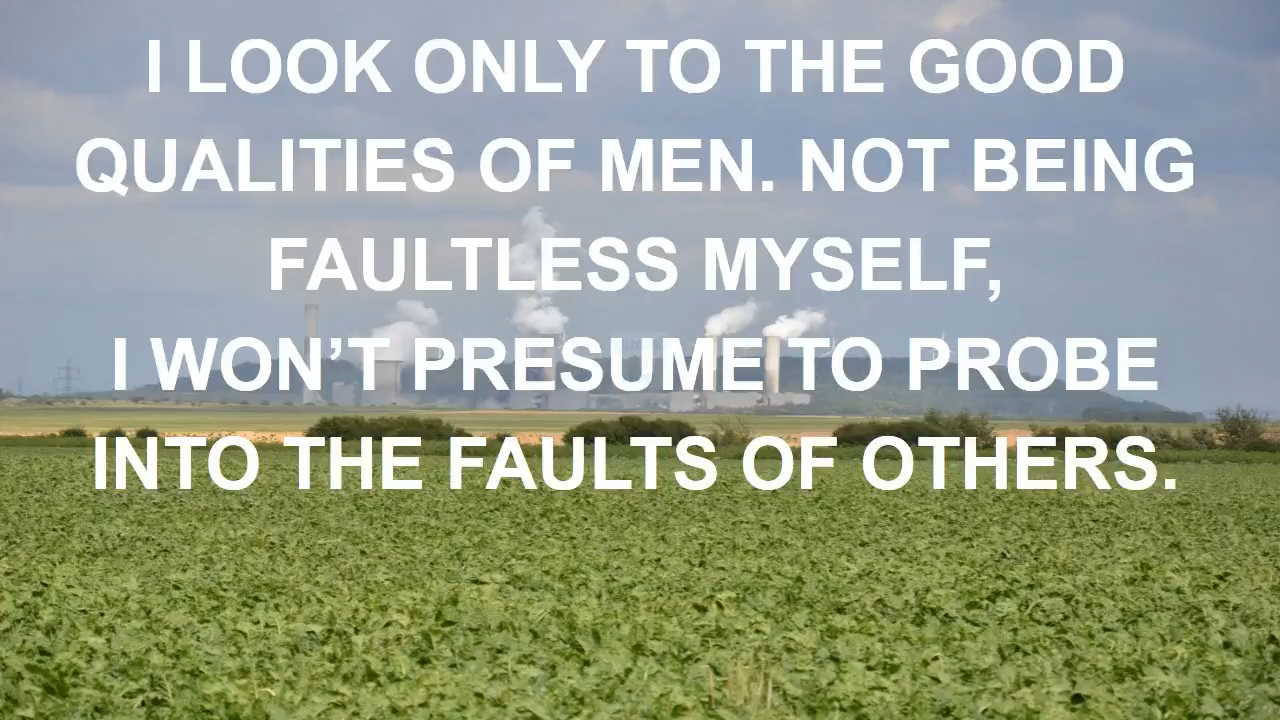 I LOOK ONLY TO THE GOOD
QUALITIES OF MEN. NOT BEING
FAULTLESS MYSELF,
I WON’T PRESUME TO PROBE
INTO THE FAULTS OF OTHERS.